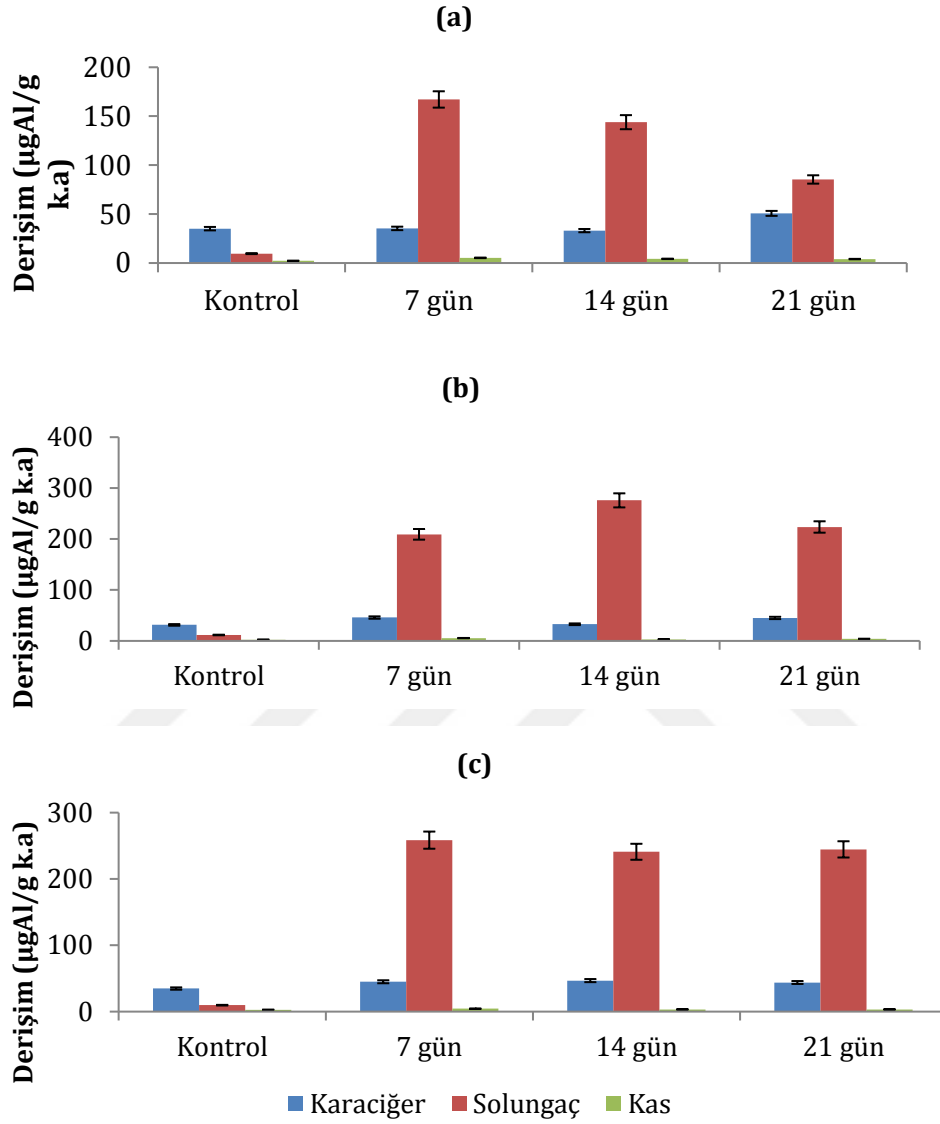 (a)
Derişim (µgAl/g
k.a)
200
150
100
50
0
Kontrol 7 gün 14 gün 21 gün
(b)
Derişim (µgAl/g k.a)
400
300
200
100
0
Kontrol 7 gün 14 gün 21 gün
(c)
Derişim (µgAl/g k.a)
300
200
100
0
Kontrol 7 gün 14 gün 21 gün
Karaciğer Solungaç Kas